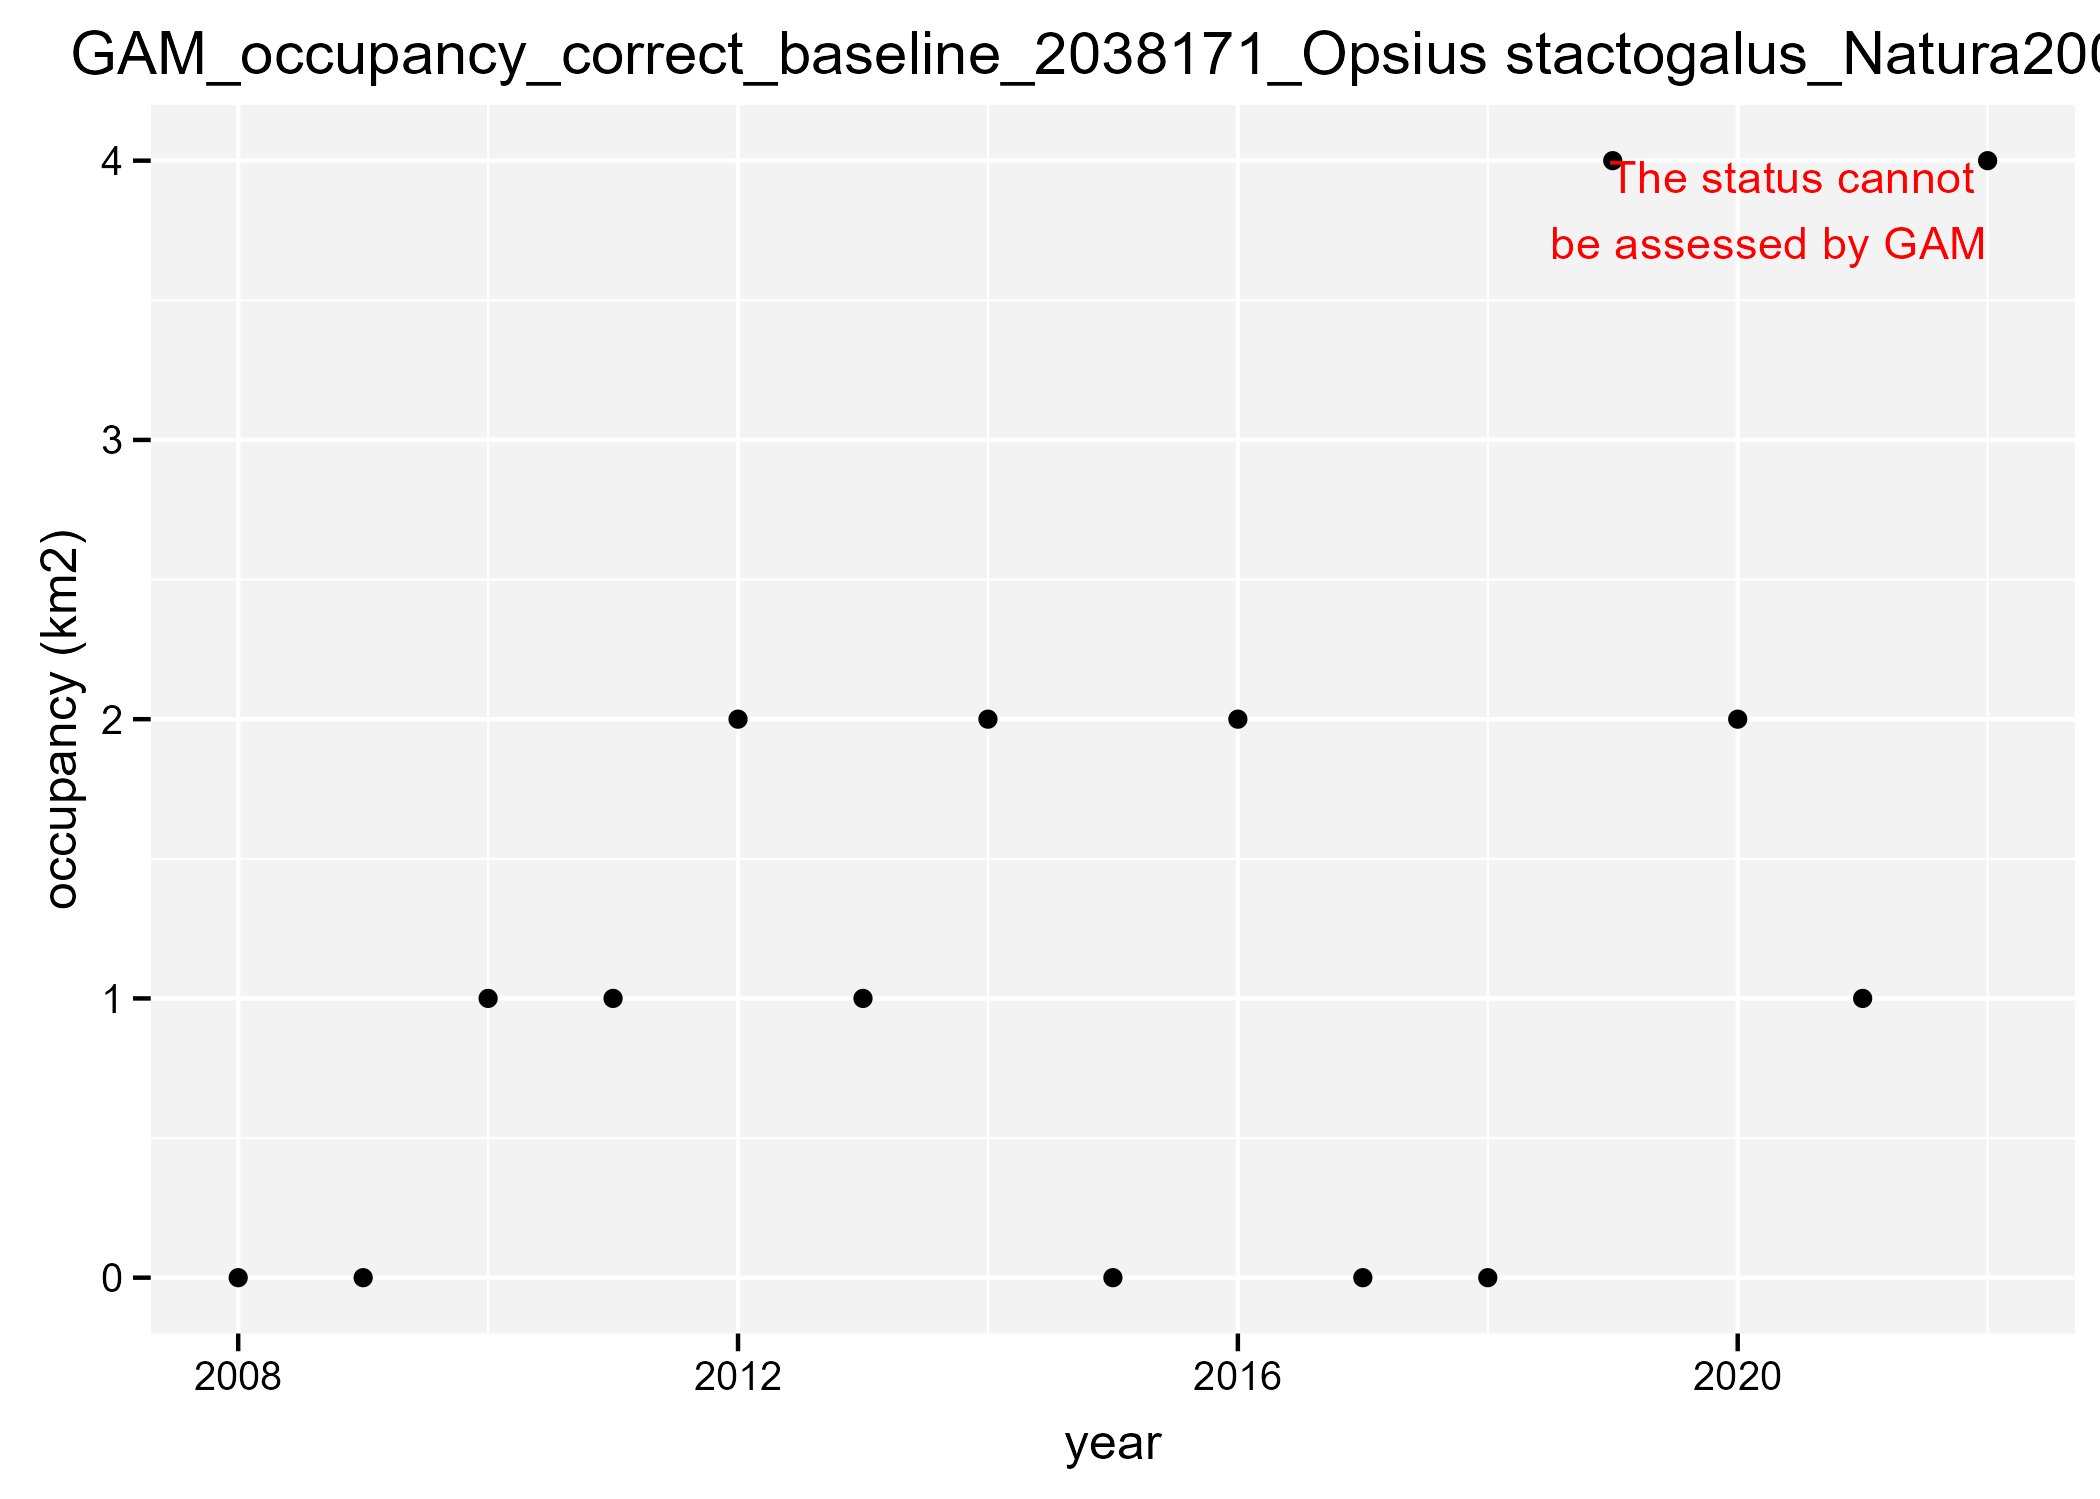 GAM_occupancy_correct_baseline_2038171_Opsius stactogalus_Natura200
4
The status cannot
be assessed by GAM
3
occupancy (km2)
2
1
0
2008 2012 2016 2020
year